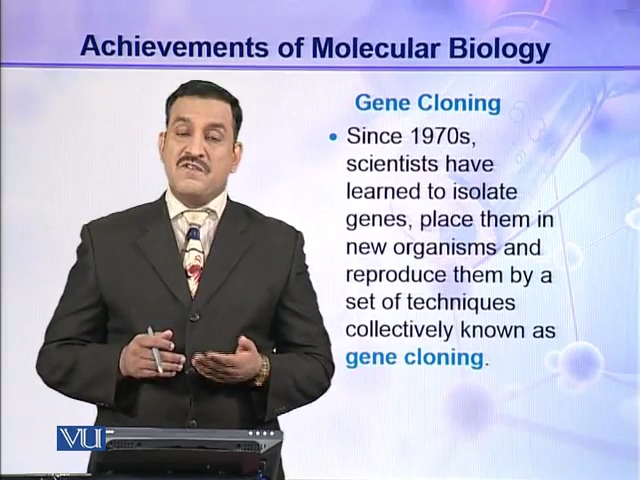 Achievements of Molecular Biology
Gene Cloning
• Since 1970s,
scientists have
learned to isolate
genes, place them in
new organisms and
reproduce them by a
set of techniques
collectively known as
gene cloning.
VU